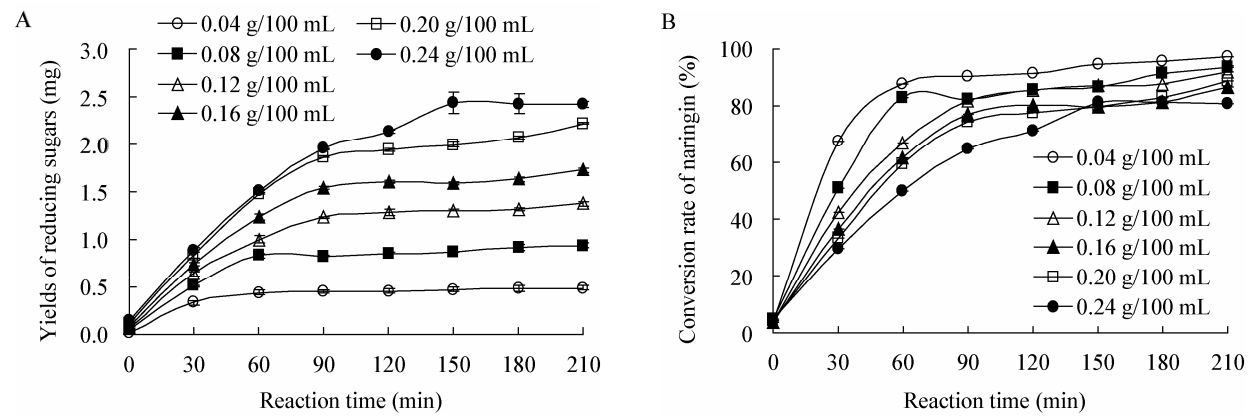 A
0.04 g/100 mL
0.20 g/100 mL
0.08 g/100 mL
0.24 g/100 mL
0.12 g/100 mL
0.16 g/100 mL
Yields of reducing sugars (mg)
3.0
2.5
2.0
1.5
1.0
0.5
0.0
0 30 60 90 120 150 180 210
Reaction time (min)
B
Conversion rate of naringin (%)
100
80
60
40
20
0
0.04 g/100 mL
0.08 g/100 mL
0.12 g/100 mL
0.16 g/100 mL
0.20 g/100 mL
0.24 g/100 mL
0 30 60 90 120 150 180 210
Reaction time (min)